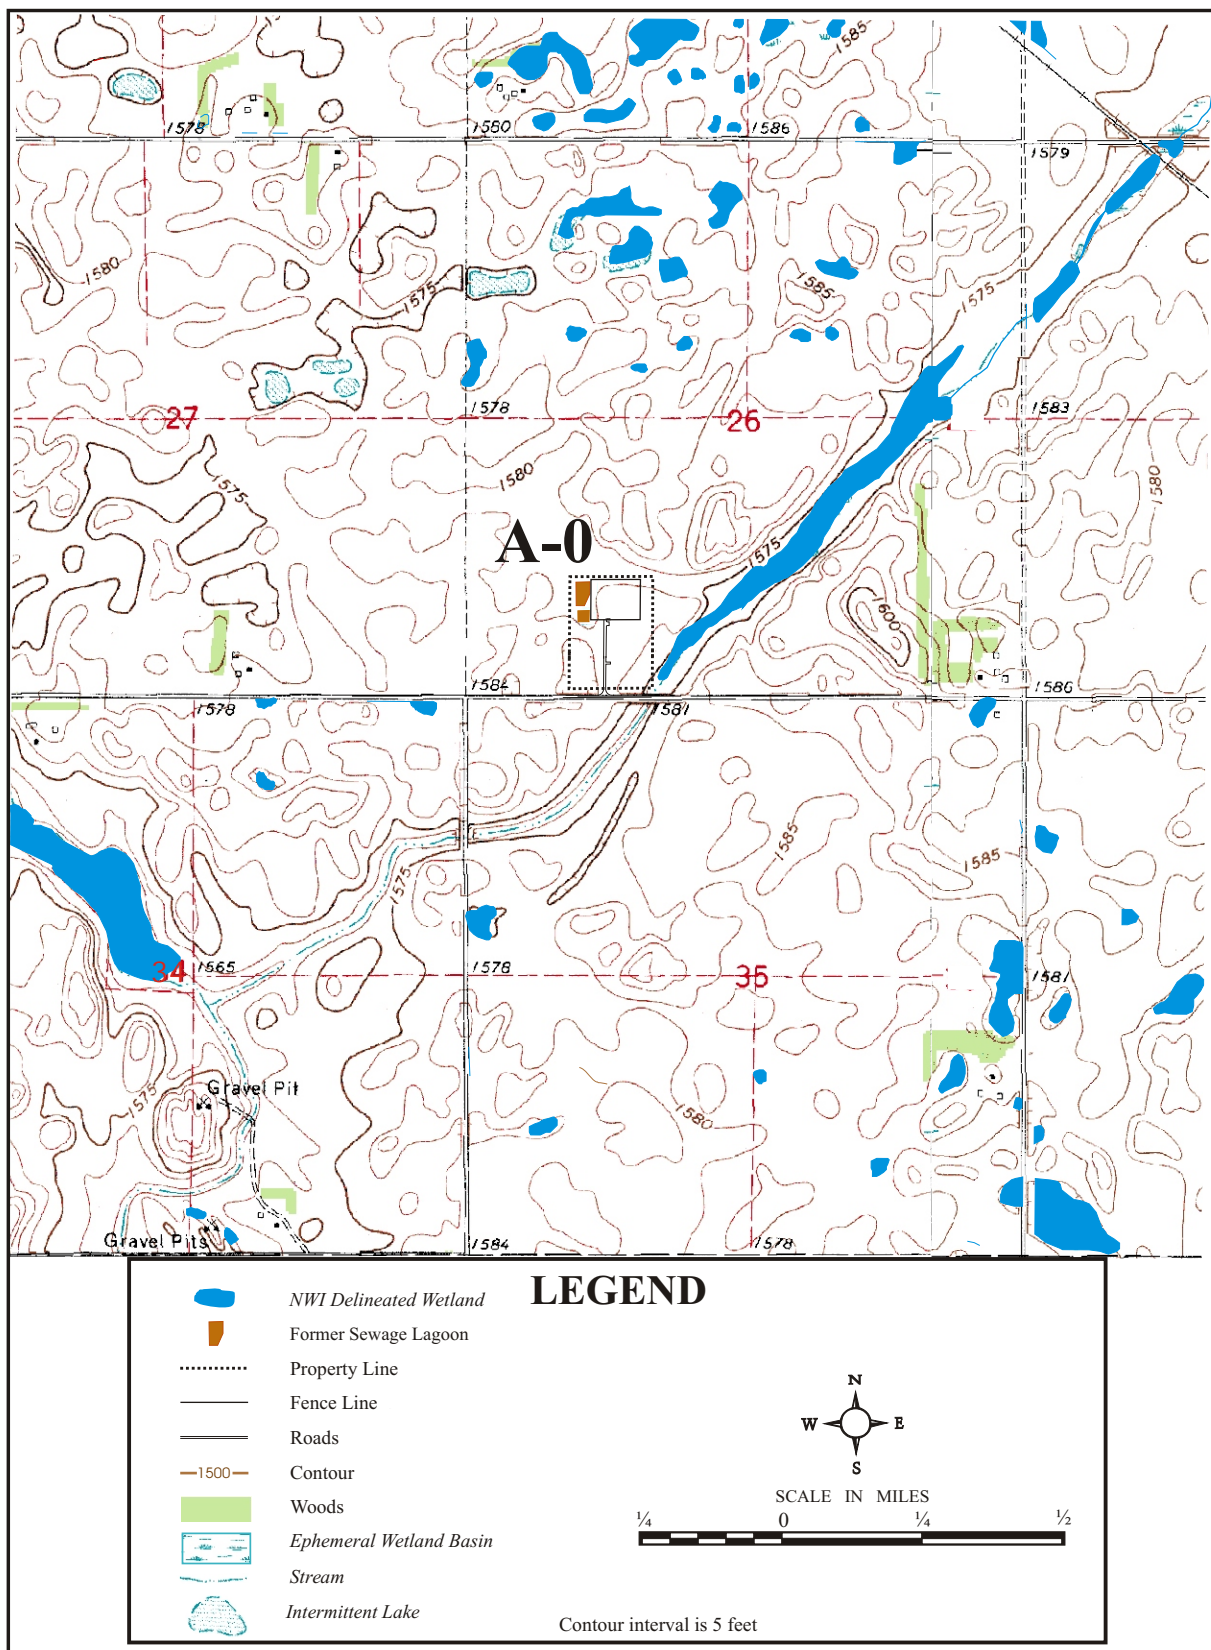 1585
1578
1580
1586
1579
1580
1575
1585
1575
27
1578
26
1583
1575
1580
1580
A-0
1575
1600
1584
1586
1578
1581
1585
1585
1575
34
1565
1578
35
1581
1575
Gravel Pit
1580
Gravel Pits
1584
1578
LEGEND
NWI Delineated Wetland
Former Sewage Lagoon
Property Line
Fence Line
Roads
1500
Contour
Woods
Ephemeral Wetland Basin
Stream
Intermittent Lake
N
W E
S
SCALE IN MILES
¼ 0 ¼ ½
Contour interval is 5 feet